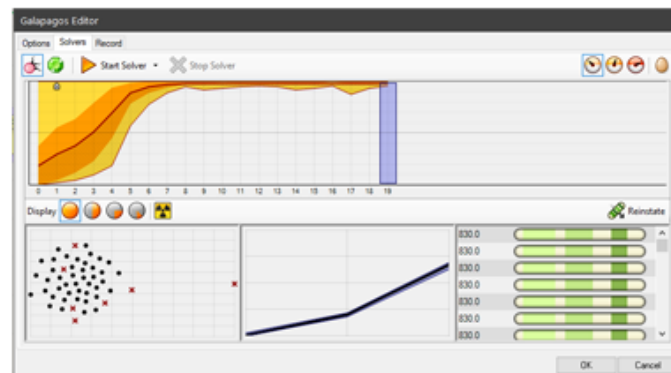 Galapagos Editor
Options Solvers Record
Start Solver Stop Solver
0 1 2 3 4 5 6 7 8 9 10 11 12 13 14 15 16 17 18 19
Display Reinstate
830.0
830.0
830.0
830.0
830.0
830.0
830.0
OK Cancel